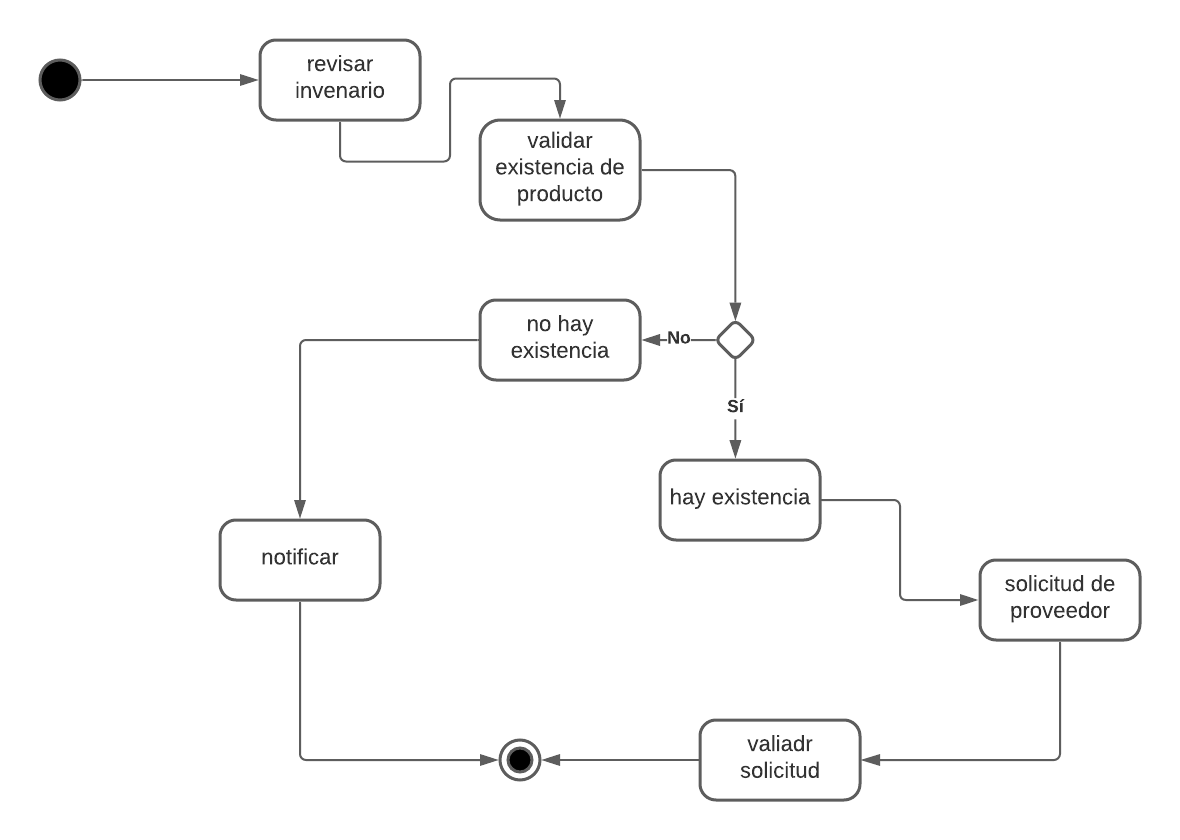 revisar
invenario
validar
existencia de
producto
no hay
existencia
No
Sí
hay existencia
notificar
solicitud de
proveedor
valiadr
solicitud